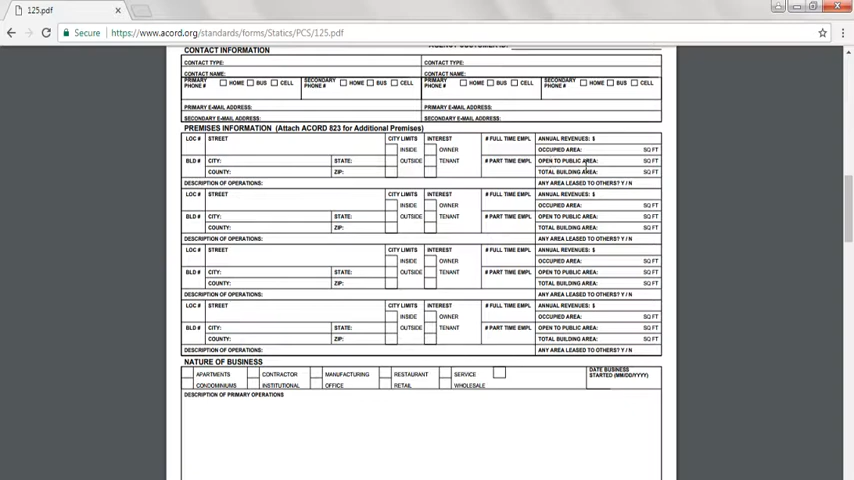 125.pdf
Secure https://www.acord.org/standards/forms/Statics/PCS/125.pdf
CONTACT INFORMATION
CONTACT TYPE: CONTACT TYPE:
CONTACT NAME: CONTACT NAME:
PRIMARY PHONE # HOME BUS CELL SECONDARY PHONE # HOME BUS CELL PRIMARY PHONE # HOME BUS CELL SECONDARY PHONE # HOME BUS CELL
PRIMARY E-MAIL ADDRESS: PRIMARY E-MAIL ADDRESS:
SECONDARY E-MAIL ADDRESS: SECONDARY E-MAIL ADDRESS:
PREMISES INFORMATION (Attach ACORD 823 for Additional Premises)
LOC # STREET CITY LIMITS INTEREST # FULL TIME EMPL ANNUAL REVENUES: $
INSIDE OWNER OCCUPIED AREA: SQ FT
BLD # CITY: STATE: OUTSIDE TENANT # PART TIME EMPL OPEN TO PUBLIC AREA: SQ FT
COUNTY: ZIP: TOTAL BUILDING AREA: SQ FT
DESCRIPTION OF OPERATIONS: ANY AREA LEASED TO OTHERS? Y / N
LOC # STREET CITY LIMITS INTEREST # FULL TIME EMPL ANNUAL REVENUES: $
INSIDE OWNER OCCUPIED AREA: SQ FT
BLD # CITY: STATE: OUTSIDE TENANT # PART TIME EMPL OPEN TO PUBLIC AREA: SQ FT
COUNTY: ZIP: TOTAL BUILDING AREA: SQ FT
DESCRIPTION OF OPERATIONS: ANY AREA LEASED TO OTHERS? Y / N
LOC # STREET CITY LIMITS INTEREST # FULL TIME EMPL ANNUAL REVENUES: $
INSIDE OWNER OCCUPIED AREA: SQ FT
BLD # CITY: STATE: OUTSIDE TENANT # PART TIME EMPL OPEN TO PUBLIC AREA: SQ FT
COUNTY: ZIP: TOTAL BUILDING AREA: SQ FT
DESCRIPTION OF OPERATIONS: ANY AREA LEASED TO OTHERS? Y / N
LOC # STREET CITY LIMITS INTEREST # FULL TIME EMPL ANNUAL REVENUES: $
INSIDE OWNER OCCUPIED AREA: SQ FT
BLD # CITY: STATE: OUTSIDE TENANT # PART TIME EMPL OPEN TO PUBLIC AREA: SQ FT
COUNTY: ZIP: TOTAL BUILDING AREA: SQ FT
DESCRIPTION OF OPERATIONS: ANY AREA LEASED TO OTHERS? Y / N
NATURE OF BUSINESS
APARTMENTS CONTRACTOR MANUFACTURING RESTAURANT SERVICE DATE BUSINESS
STARTED (MM/DD/YYYY)
CONDOMINIUMS INSTITUTIONAL OFFICE RETAIL WHOLESALE
DESCRIPTION OF PRIMARY OPERATIONS